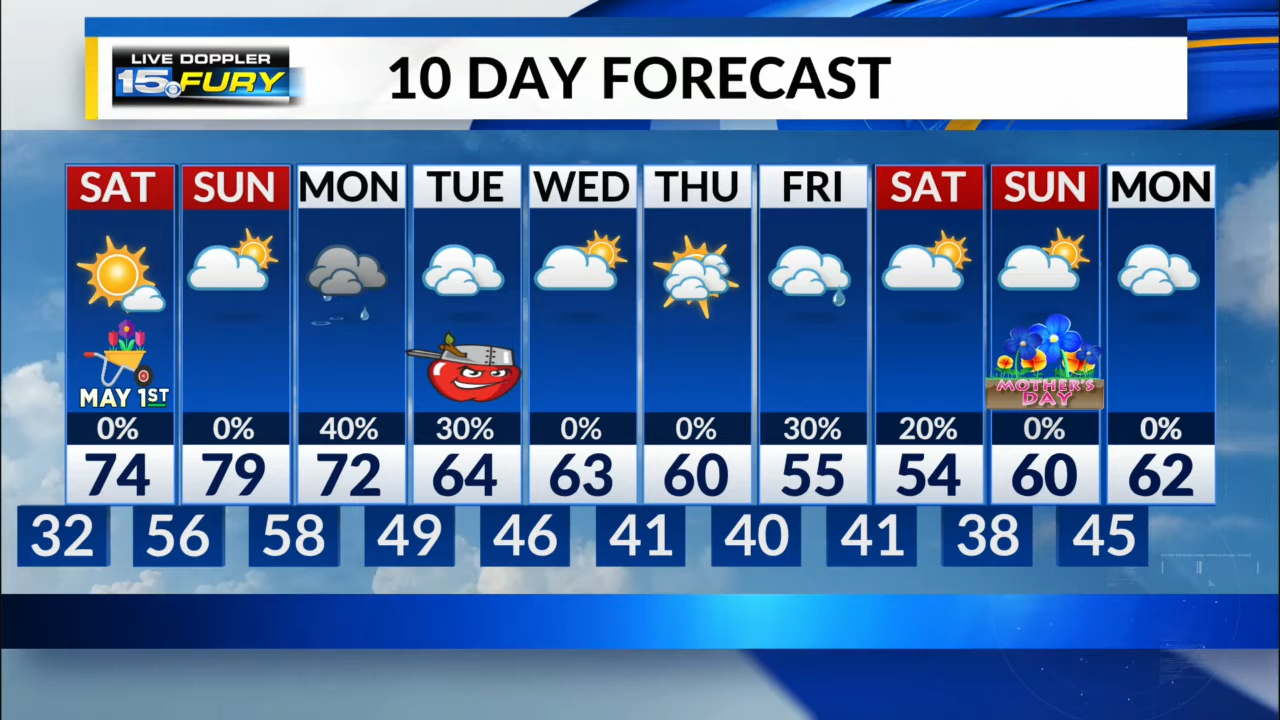 LIVE DOPPLER
15 FURY
10 DAY FORECAST
SAT SUN MON TUE WED THU FRI SAT SUN MON
MAY 1ST
MOTHER'S
DAY
0% 0% 40% 30% 0% 0% 30% 20% 0% 0%
74 79 72 64 63 60 55 54 60 62
32 56 58 49 46 41 40 41 38 45